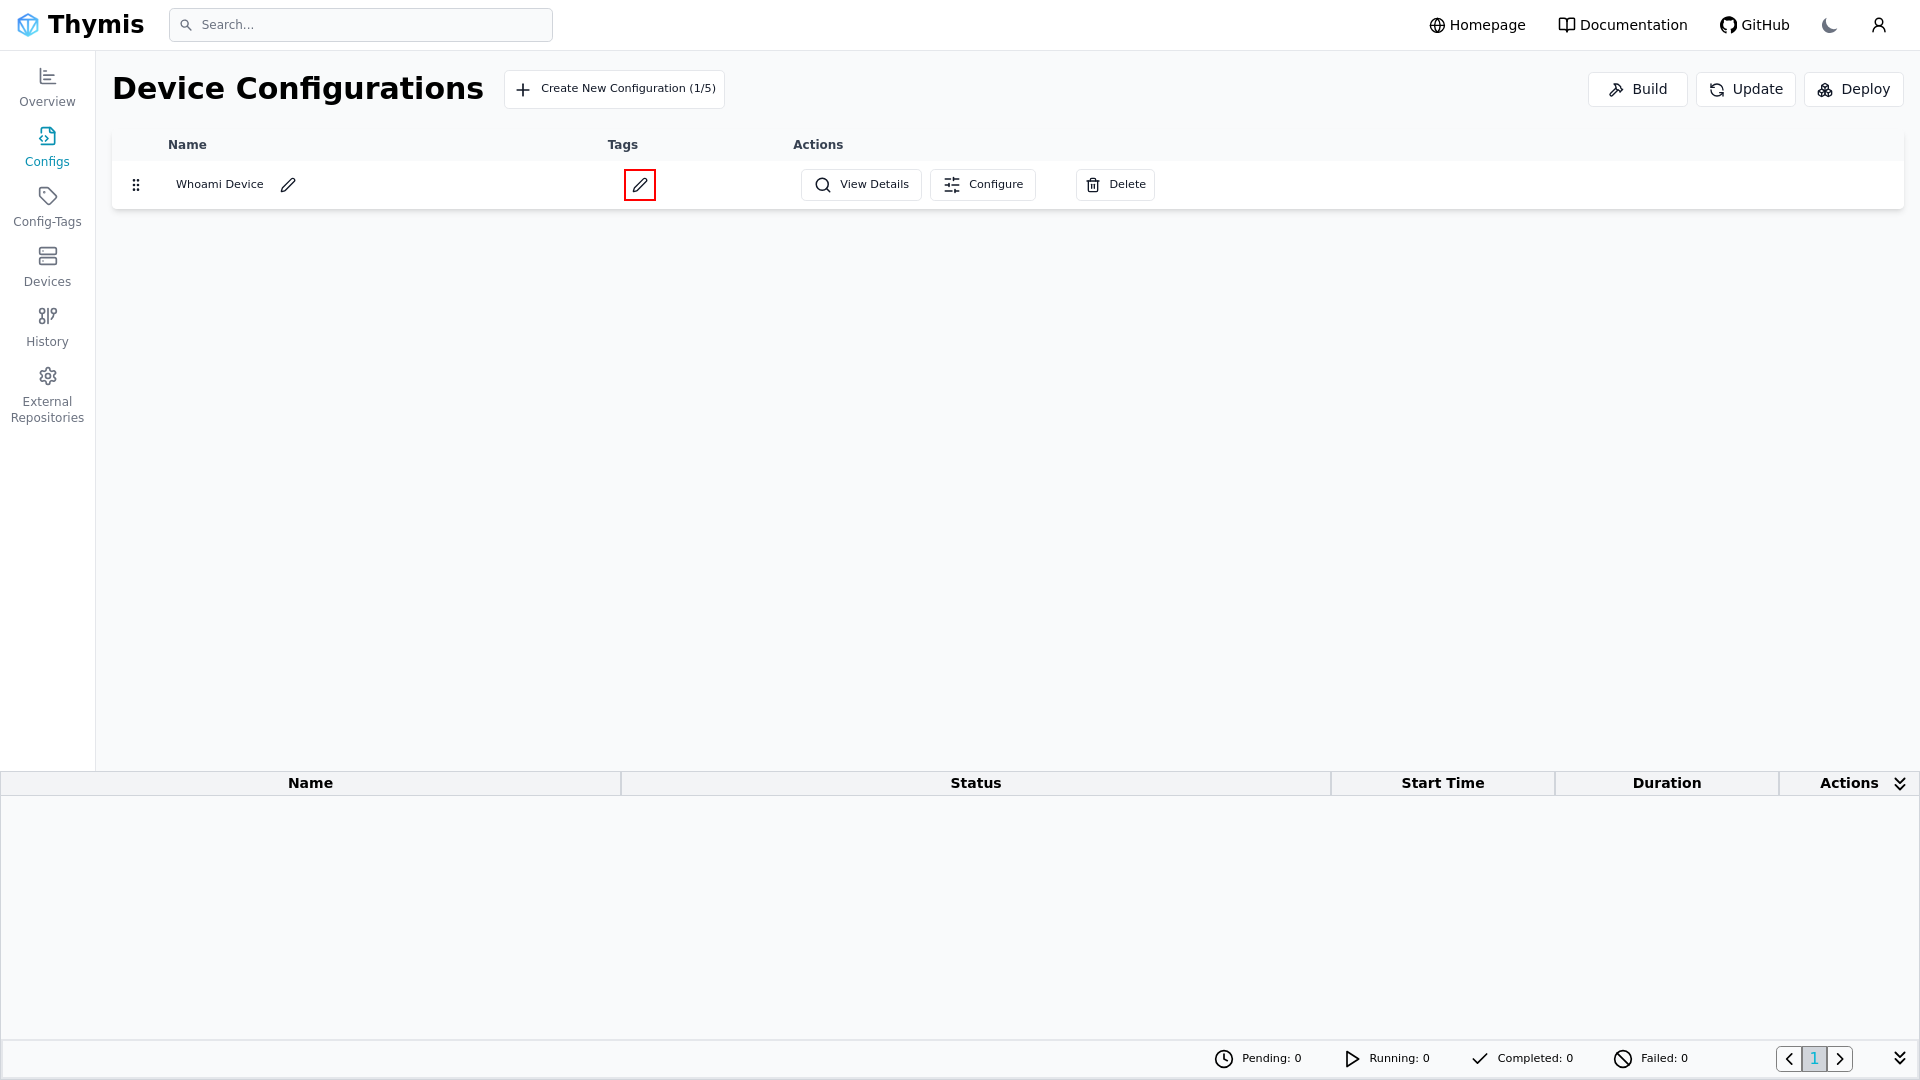 Thymis
Search...
Homepage
Documentation
GitHub
Overview
Configs
Config-Tags
Devices
History
External
Repositories
Device Configurations
Create New Configuration (1/5)
Build
Update
Deploy
Name
Tags
Actions
Whoami Device
View Details
Configure
Delete
Name
Status
Start Time
Duration
Actions
Pending: 0
Running: 0
Completed: 0
Failed: 0
1